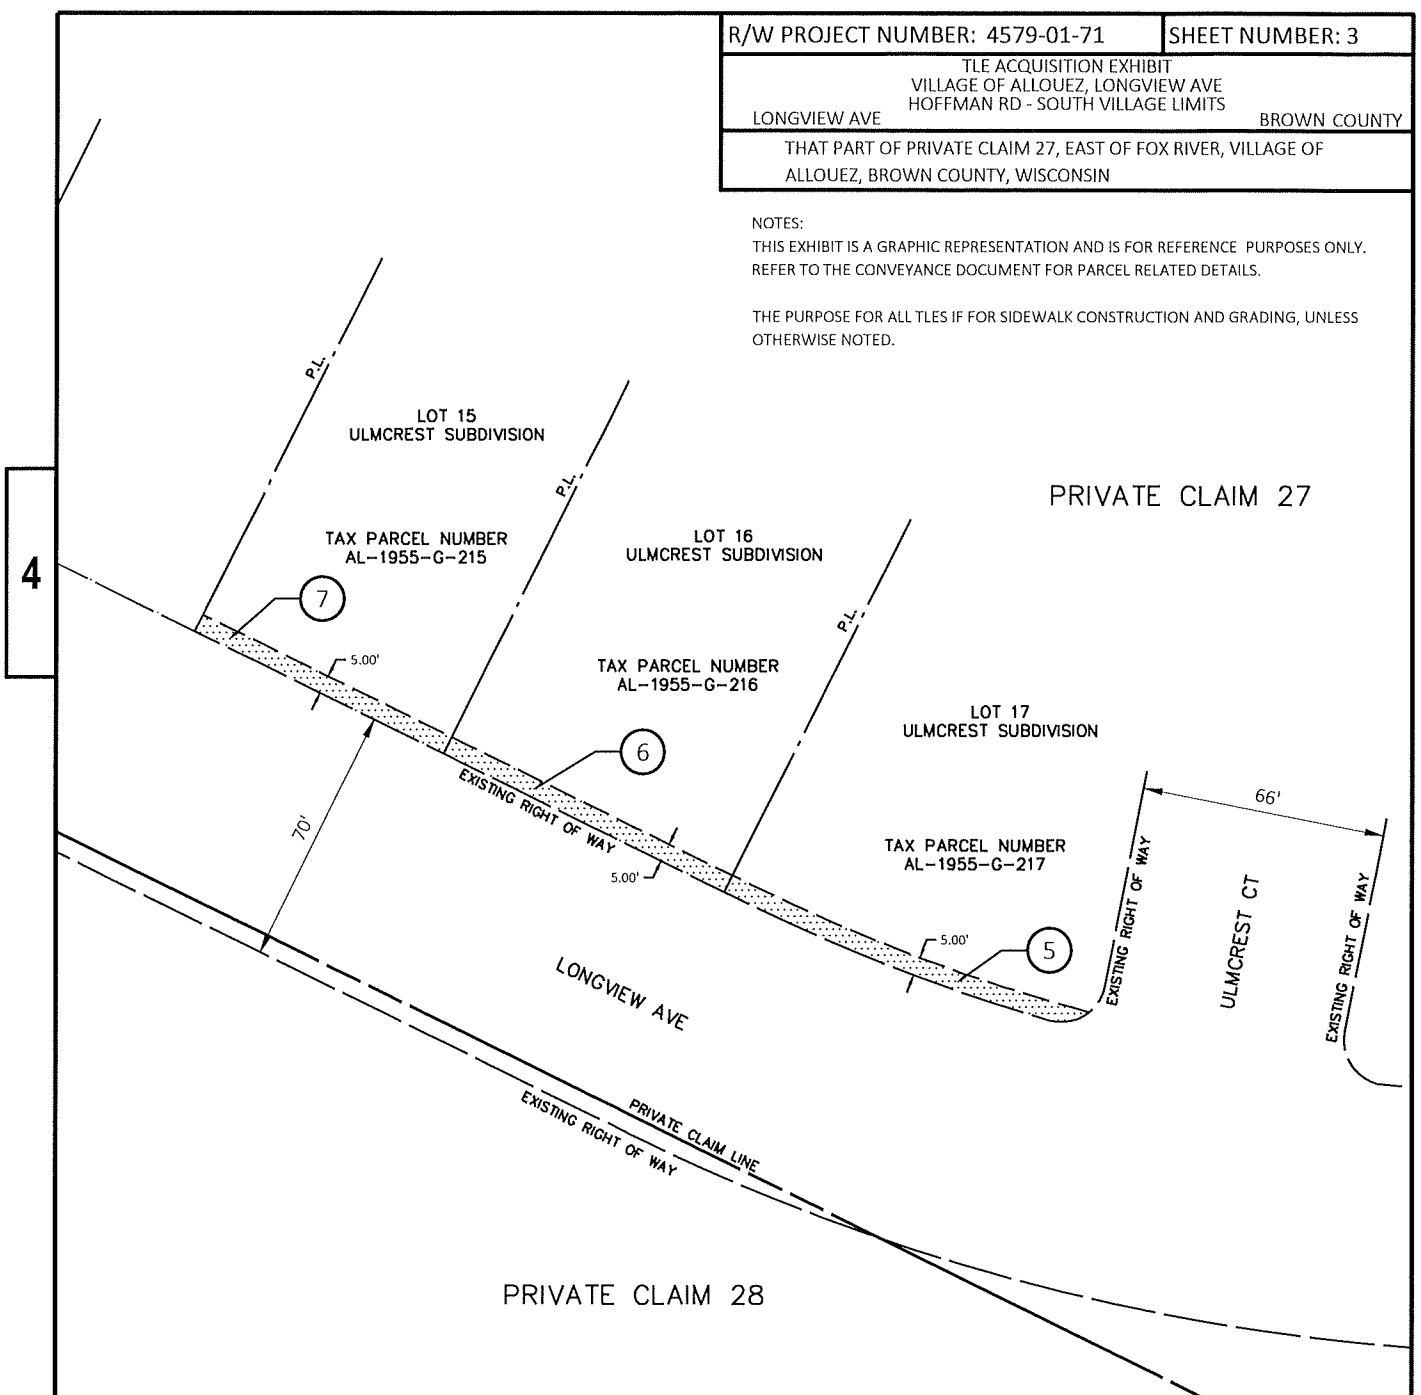 R/W PROJECT NUMBER: 4579-01-71
SHEET NUMBER: 3
TLE ACQUISITION EXHIBIT
VILLAGE OF ALLOUEZ, LONGVIEW AVE
HOFFMAN RD - SOUTH VILLAGE LIMITS
LONGVIEW AVE
BROWN COUNTY
THAT PART OF PRIVATE CLAIM 27, EAST OF FOX RIVER, VILLAGE OF
ALLOUEZ, BROWN COUNTY, WISCONSIN
NOTES:
THIS EXHIBIT IS A GRAPHIC REPRESENTATION AND IS FOR REFERENCE PURPOSES ONLY.
REFER TO THE CONVEYANCE DOCUMENT FOR PARCEL RELATED DETAILS.
THE PURPOSE FOR ALL TLES IF FOR SIDEWALK CONSTRUCTION AND GRADING, UNLESS
OTHERWISE NOTED.
P.L.
LOT 15
ULMCREST SUBDIVISION
P.L.
PRIVATE CLAIM 27
TAX PARCEL NUMBER
AL-1955-G-215
LOT 16
ULMCREST SUBDIVISION
4
7
P.L.
5.00'
TAX PARCEL NUMBER
AL-1955-G-216
LOT 17
ULMCREST SUBDIVISION
6
EXISTING RIGHT OF WAY
70'
66'
TAX PARCEL NUMBER
AL-1955-G-217
5.00'
EXISTING RIGHT OF WAY
ULMCREST CT
EXISTING RIGHT OF WAY
5.00'
5
LONGVIEW AVE
PRIVATE CLAIM LINE
EXISTING RIGHT OF WAY
PRIVATE CLAIM 28